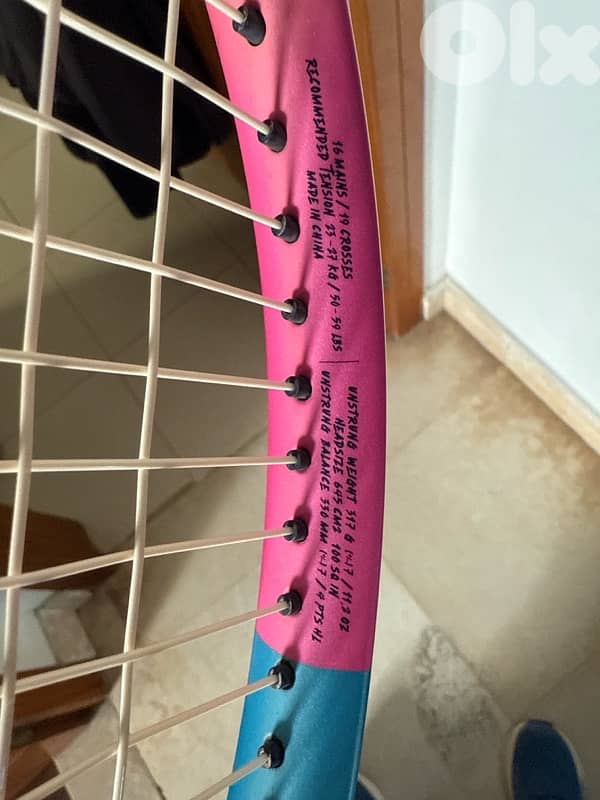 Olx
16 MAINS / 19 CROSSES
RECOMMENDED TENSION 23-27 KG / 50-59 LBS
MADE IN CHINA
UNSTRUNG WEIGHT 317 G (+/-) 7 / 11.2 OZ
HEADSIZE 645 CM2 100 SQ IN
UNSTRUNG BALANCE 330 MM (+/-) 7 / 4 PTS HL